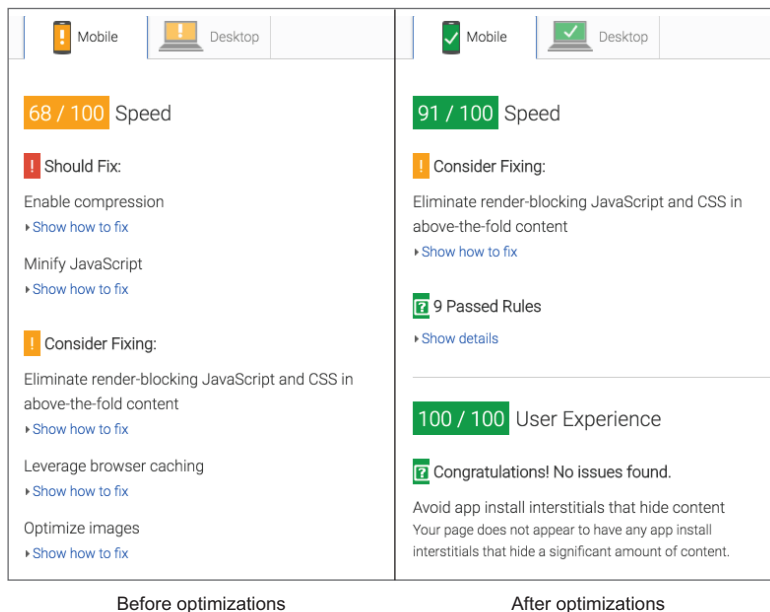 Mobile
Desktop
68 / 100 Speed
! Should Fix:
Enable compression
Show how to fix
Minify JavaScript
Show how to fix
! Consider Fixing:
Eliminate render-blocking JavaScript and CSS in
above-the-fold content
Show how to fix
Leverage browser caching
Show how to fix
Optimize images
Show how to fix
Before optimizations
Mobile
Desktop
91 / 100 Speed
! Consider Fixing:
Eliminate render-blocking JavaScript and CSS in
above-the-fold content
Show how to fix
? 9 Passed Rules
Show details
100 / 100 User Experience
? Congratulations! No issues found.
Avoid app install interstitials that hide content
Your page does not appear to have any app install
interstitials that hide a significant amount of content.
After optimizations